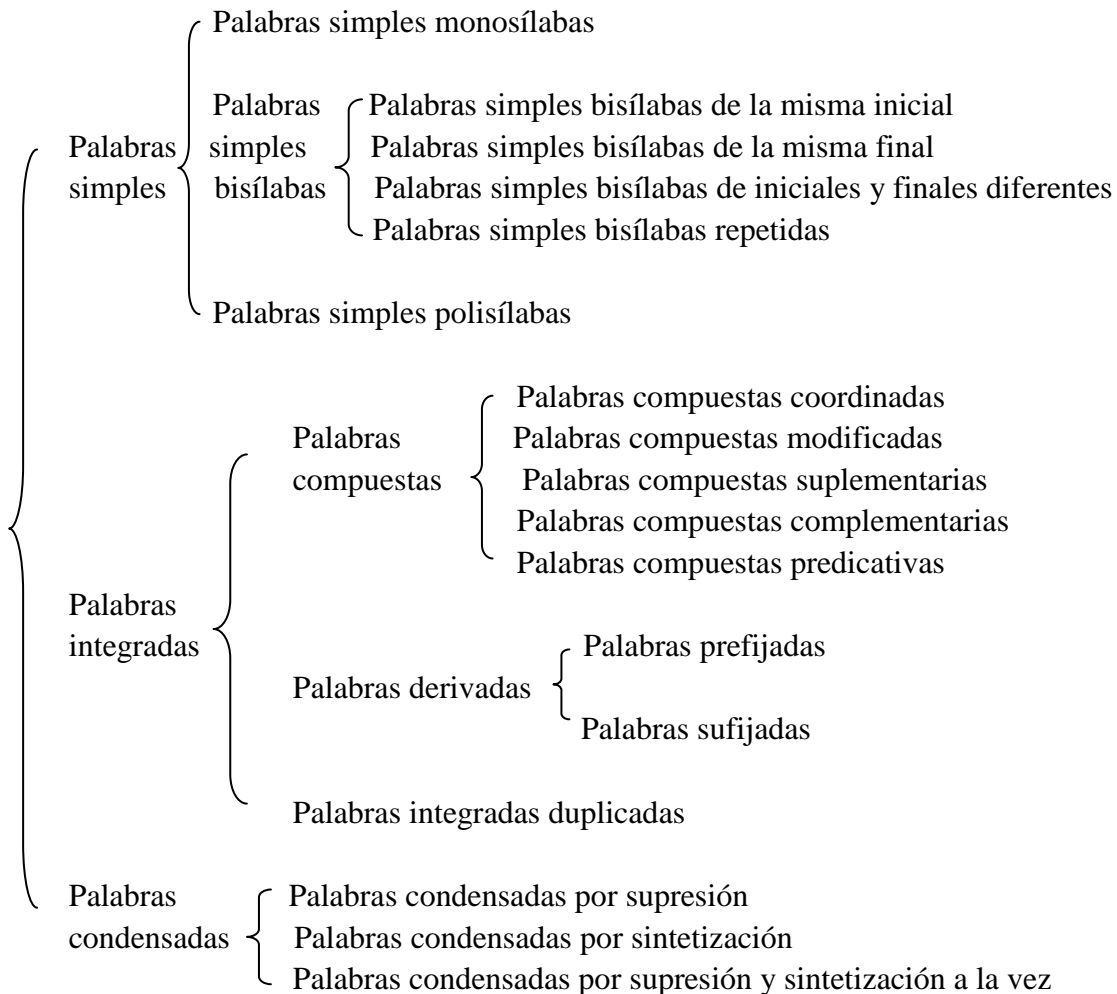 Palabras simples monosílabas
Palabras simples bisílabas
Palabras simples bisílabas de la misma inicial
Palabras simples bisílabas de la misma final
Palabras simples bisílabas de iniciales y finales diferentes
Palabras simples bisílabas repetidas
Palabras simples
Palabras simples polisílabas
Palabras compuestas coordinadas
Palabras compuestas modificadas
Palabras compuestas suplementarias
Palabras compuestas complementarias
Palabras compuestas predicativas
Palabras compuestas
Palabras integradas
Palabras prefijadas
Palabras derivadas
Palabras sufijadas
Palabras integradas duplicadas
Palabras condensadas
Palabras condensadas por supresión
Palabras condensadas por sintetización
Palabras condensadas por supresión y sintetización a la vez